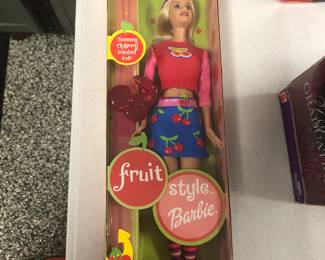 Yummy
cherry
scented
doll!
fruit
style
Barbie